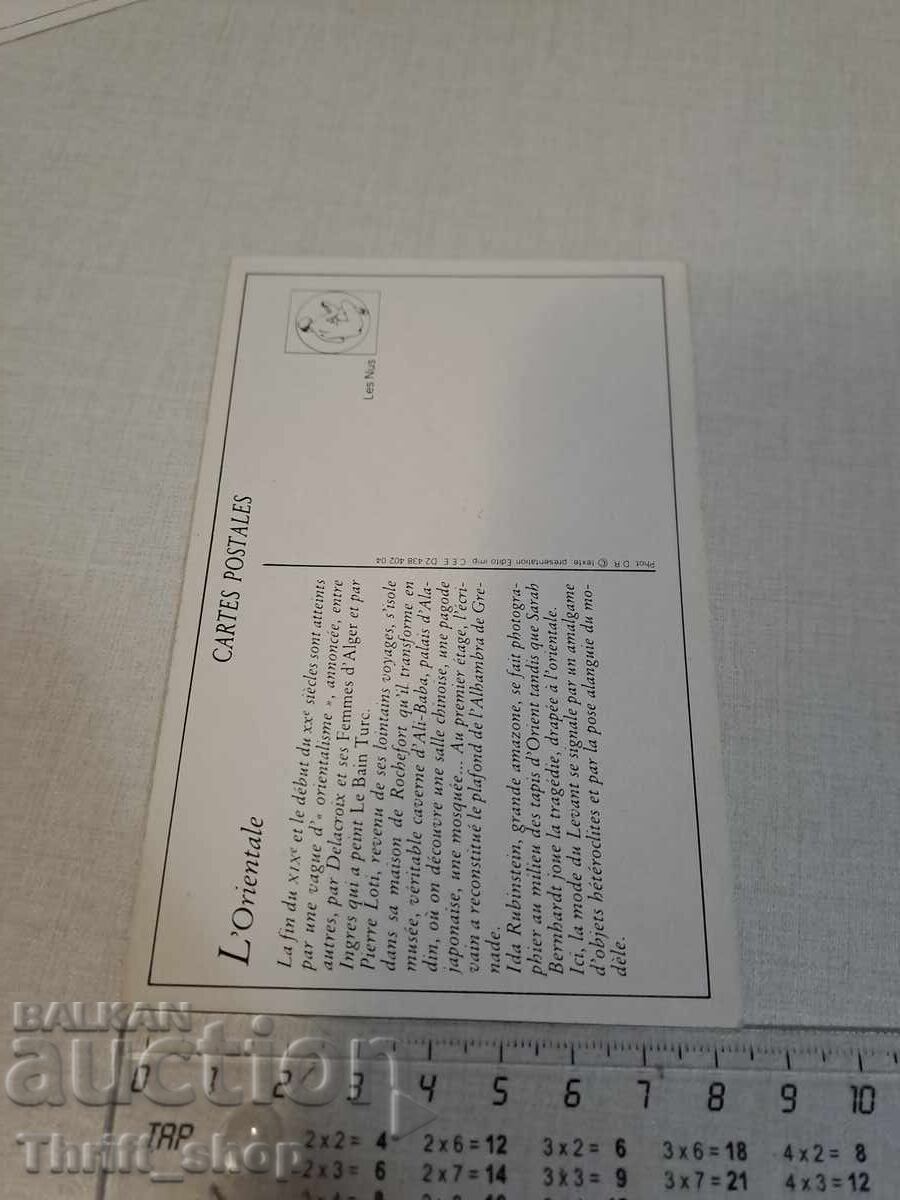 CARTES POSTALES
L'Orientale
La fin du XIXe et le début du XXe siècles sont atteints
par une vague d'« orientalisme », annoncée, entre
autres, par Delacroix et ses Femmes d'Alger et par
Ingres qui a peint Le Bain Turc.
Pierre Loti, revenu de ses lointains voyages, s'isole
dans sa maison de Rochefort qu'il transforme en
musée, véritable caverne d'Ali-Baba, palais d'Ala-
din, où on découvre une salle chinoise, une pagode
japonaise, une mosquée... Au premier étage, l'écri-
vain a reconstitué le plafond de l'Alhambra de Gre-
nade.
Ida Rubinstein, grande amazone, se fait photogra-
phier au milieu des tapis d'Orient tandis que Sarah
Bernhardt joue la tragédie, drapée à l'orientale.
Ici, la mode du Levant se signale par un amalgame
d'objets hétéroclites et par la pose alanguie du mo-
dèle.
Phot D R © texte, présentation Edito imp C E E D2 438 402 04
Les Nus
BALKAN
auction
Thrift_shop
0 1 2 3 4 5 6 7 8 9 10
TAP
2x2= 4 2x6=12 3x2= 6 3x6=18 4x2= 8
2x3= 6 2x7=14 3x3= 9 3x7=21 4x3=12